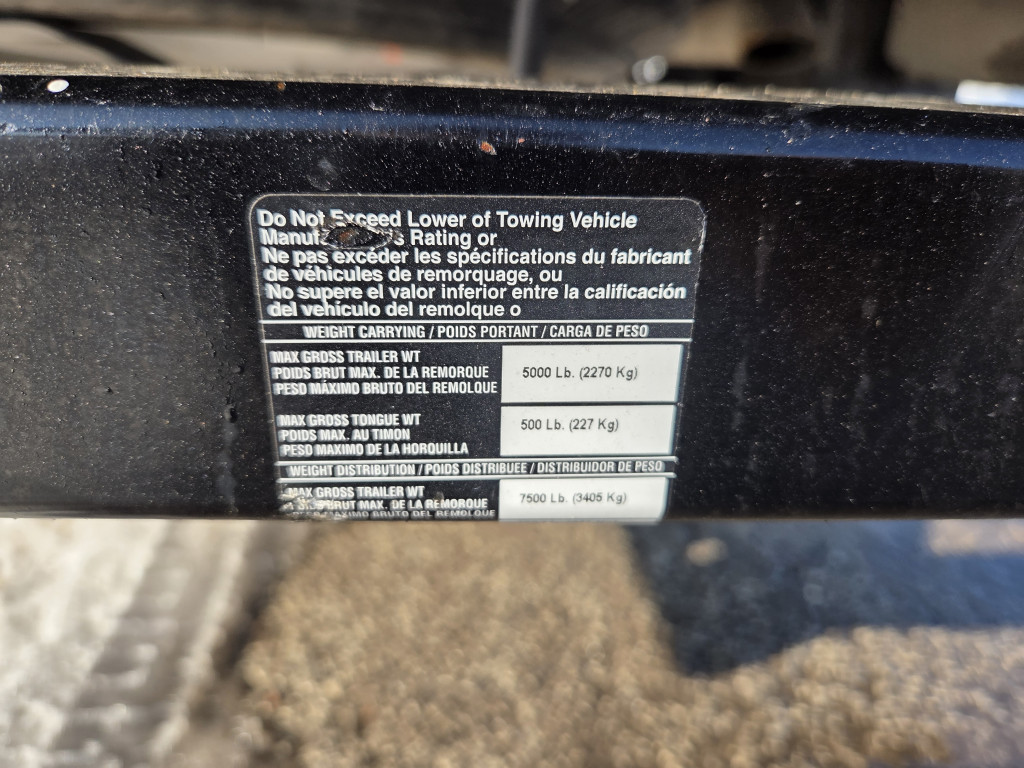 Do Not Exceed Lower of Towing Vehicle
Rating or
Ne pas excéder les spécifications du fabricant
de véhicules de remorquage, ou
No supere el valor inferior entre la calificación
del vehículo del remolque o
WEIGHT CARRYING / POIDS PORTANT / CARGA DE PESO
MAX GROSS TRAILER WT
POIDS BRUT MAX. DE LA REMORQUE
PESO MÁXIMO BRUTO DEL REMOLQUE
5000 Lb. (2270 Kg)
MAX GROSS TONGUE WT
POIDS MAX. AU TIMON
PESO MAXIMO DE LA HORQUILLA
500 Lb. (227 Kg)
WEIGHT DISTRIBUTION / POIDS DISTRIBUEE / DISTRIBUIDOR DE PESO
MAX GROSS TRAILER WT
BRUT MAX. DE LA REMORQUE
MAXIMO BRUTO DEL REMOLQUE
7500 Lb. (3405 Kg)